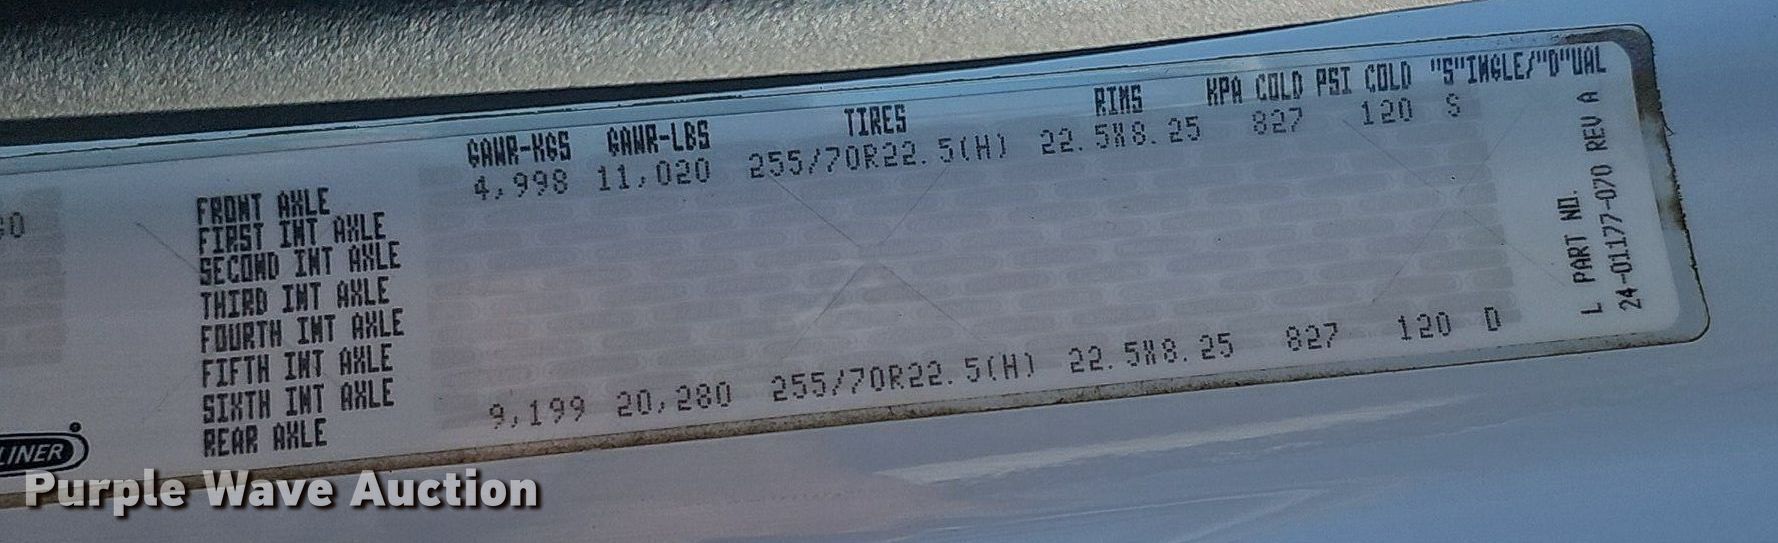 GAWR-KGS GAWR-LBS TIRES RIMS KPA COLD PSI COLD "S"INGLE/"D"UAL
FRONT AXLE 4,998 11,020 255/70R22.5(H) 22.5X8.25 827 120 S
FIRST INT AXLE
SECOND INT AXLE
THIRD INT AXLE
FOURTH INT AXLE
FIFTH INT AXLE
SIXTH INT AXLE
REAR AXLE 9,199 20,280 255/70R22.5(H) 22.5X8.25 827 120 D
L PART NO.
24-01177-070 REV A
LINER
Purple Wave Auction